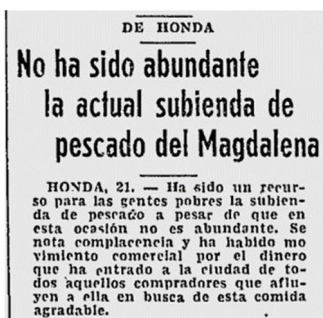 DE HONDA
No ha sido abundante
la actual subienda de
pescado del Magdalena
HONDA, 21. — Ha sido un recur-
so para las gentes pobres la subien-
da de pescado a pesar de que en
esta ocasión no es abundante. Se
nota complacencia y ha habido mo
vimiento comercial por el dinero
que ha entrado a la ciudad de to-
dos aquellos compradores que aflu-
yen a ella en busca de esta comida
agradable.